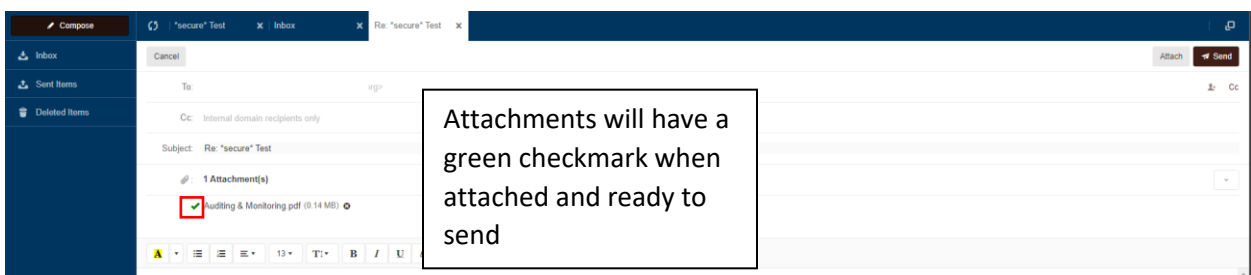 Compose
*secure* Test x Inbox x Re: *secure* Test x
Inbox
Cancel
Attach Send
Sent Items
To:
Cc
Deleted Items
Cc: Internal domain recipients only
Subject: Re: *secure* Test
1 Attachment(s)
Auditing & Monitoring.pdf (0.14 MB)
A 13 T B I U
Attachments will have a
green checkmark when
attached and ready to
send